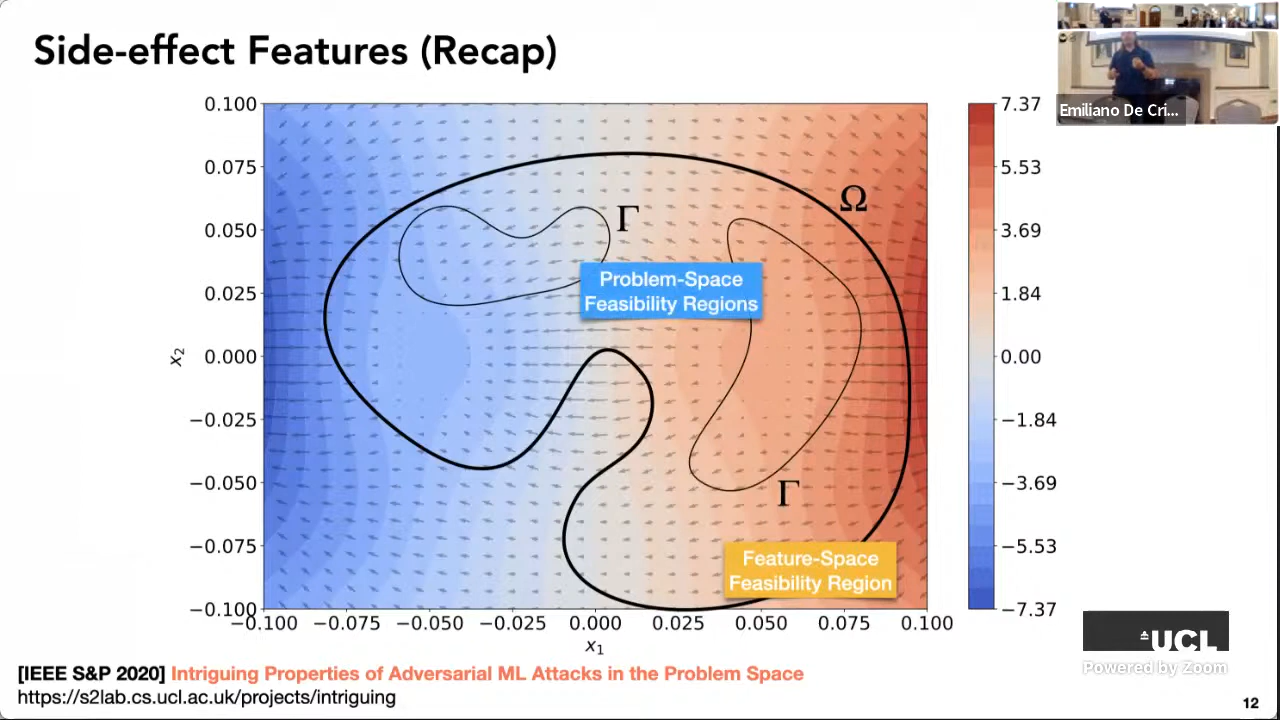 Side-effect Features (Recap)
Emiliano De Cri...
0.100
0.075
0.050
0.025
0.000
−0.025
−0.050
−0.075
−0.100
x2
Ω
Γ
Problem-Space
Feasibility Regions
Γ
Feature-Space
Feasibility Region
−0.100 −0.075 −0.050 −0.025 0.000 0.025 0.050 0.075 0.100
x1
7.37
5.53
3.69
1.84
0.00
−1.84
−3.69
−5.53
−7.37
UCL
Powered by Zoom
[IEEE S&P 2020] Intriguing Properties of Adversarial ML Attacks in the Problem Space
https://s2lab.cs.ucl.ac.uk/projects/intriguing
12